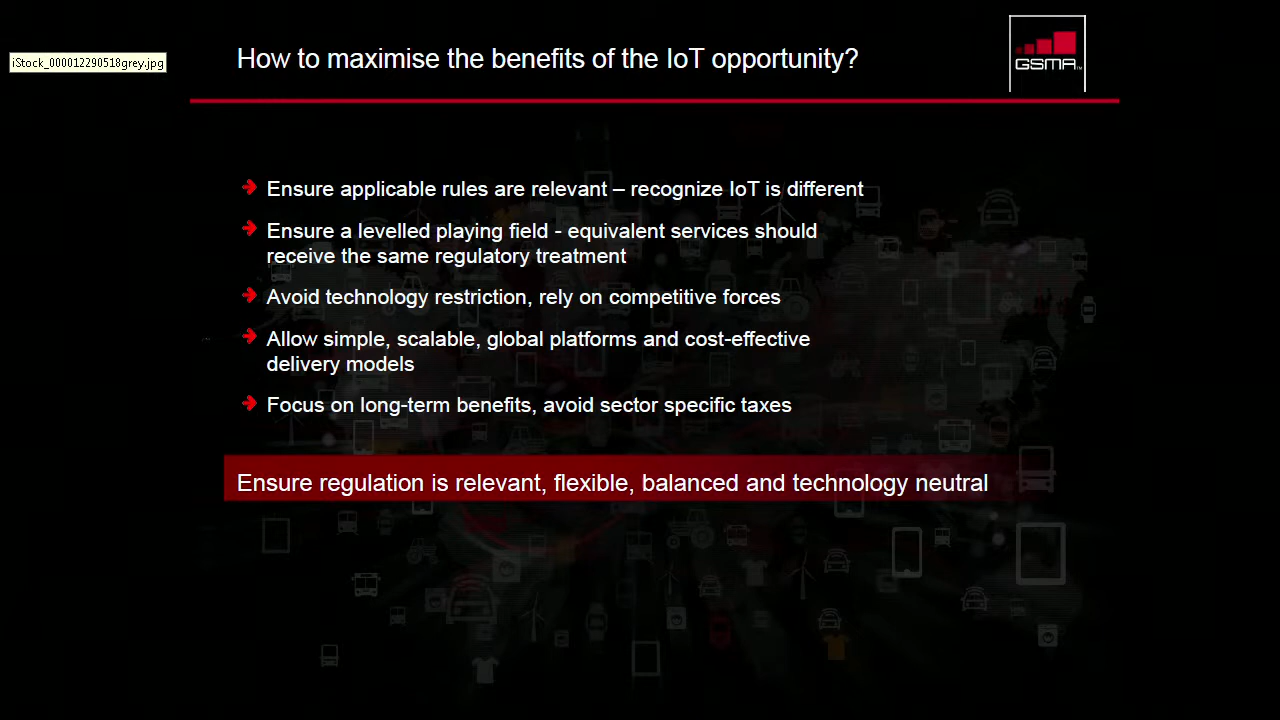 iStock_000012290518grey.jpg
How to maximise the benefits of the IoT opportunity?
GSMA™
Ensure applicable rules are relevant – recognize IoT is different
Ensure a levelled playing field - equivalent services should
receive the same regulatory treatment
Avoid technology restriction, rely on competitive forces
Allow simple, scalable, global platforms and cost-effective
delivery models
Focus on long-term benefits, avoid sector specific taxes
Ensure regulation is relevant, flexible, balanced and technology neutral